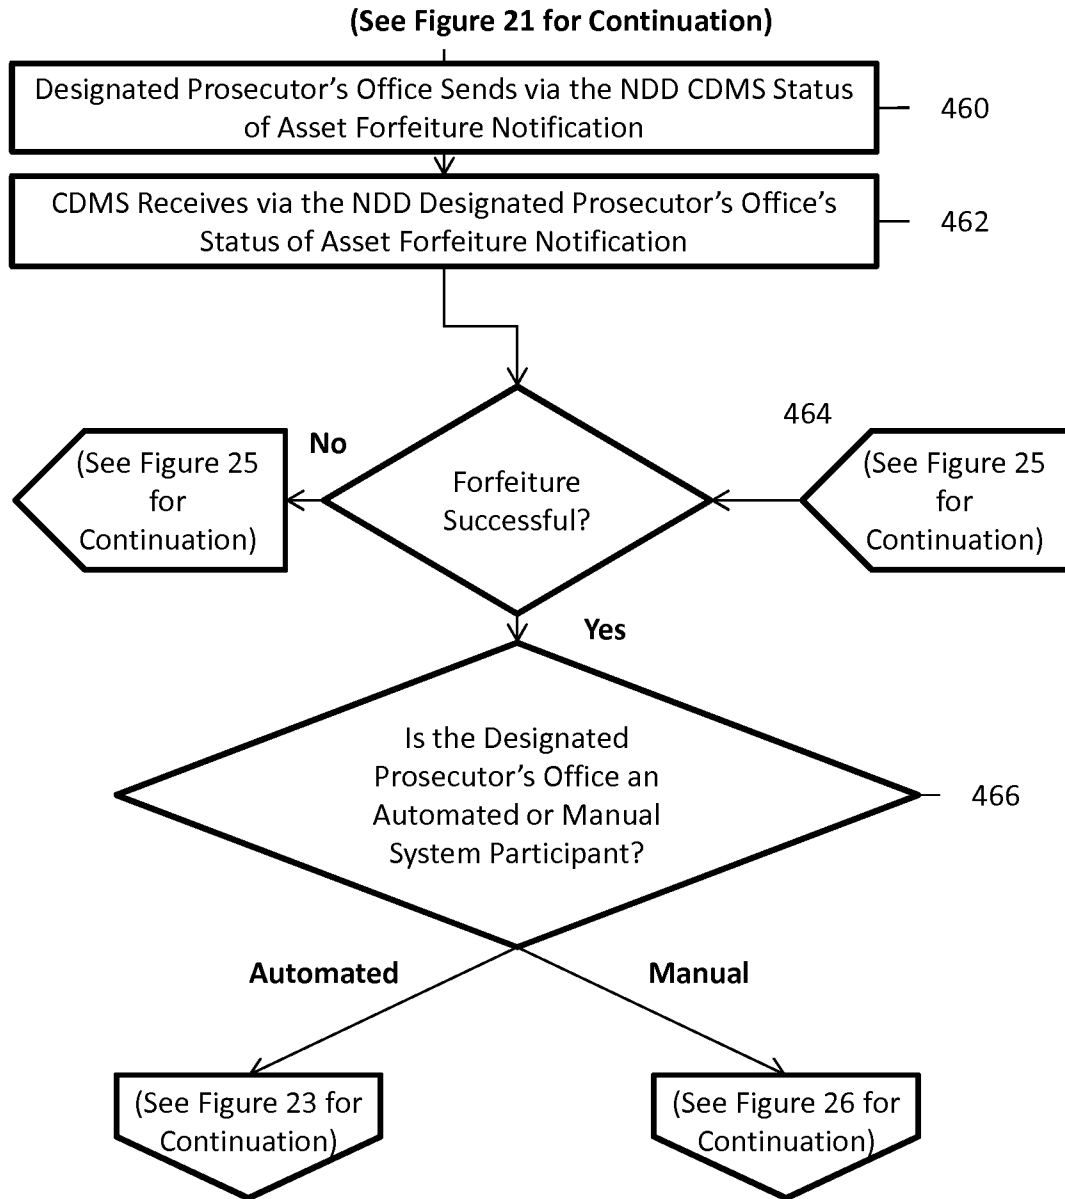 (See Figure 21 for Continuation)
Designated Prosecutor's Office Sends via the NDD CDMS Status
of Asset Forfeiture Notification
460
CDMS Receives via the NDD Designated Prosecutor's Office's
Status of Asset Forfeiture Notification
462
464
No
(See Figure 25
for
Continuation)
Forfeiture
Successful?
(See Figure 25
for
Continuation)
Yes
Is the Designated
Prosecutor's Office an
Automated or Manual
System Participant?
466
Automated
Manual
(See Figure 23 for
Continuation)
(See Figure 26 for
Continuation)